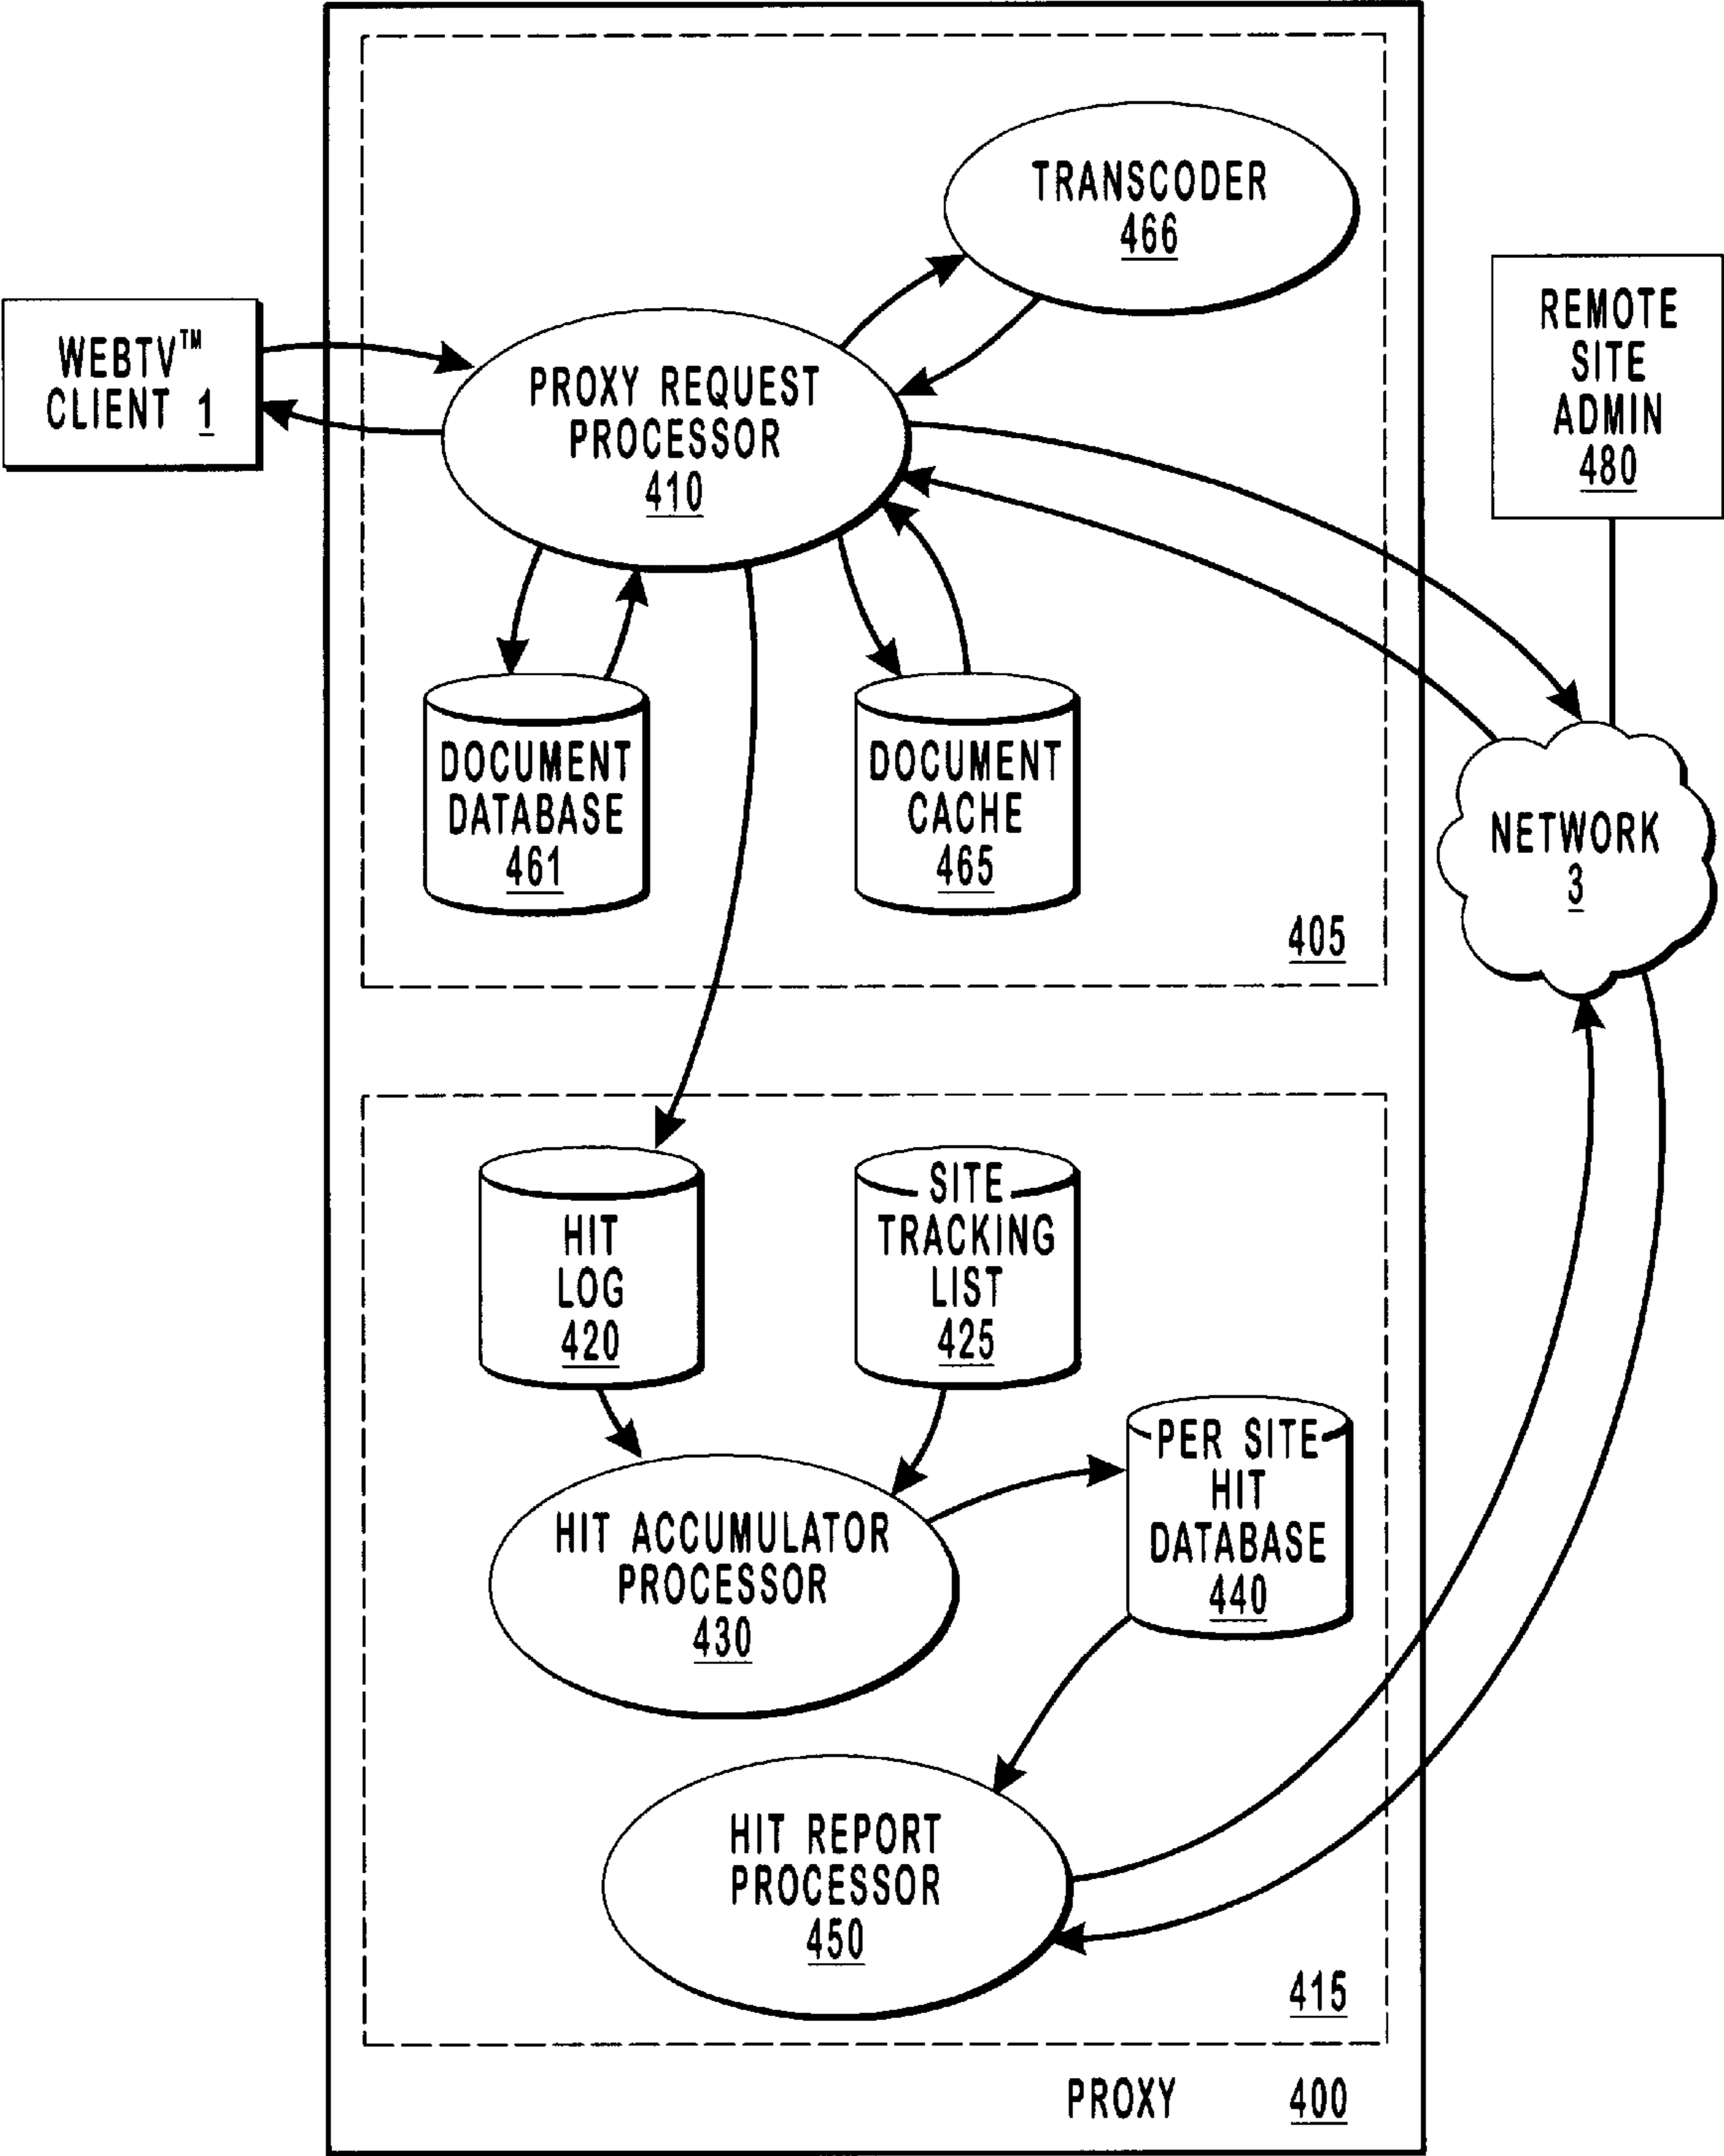 TRANSCODER
466
WEBTV™
CLIENT 1
PROXY REQUEST
PROCESSOR
410
REMOTE
SITE
ADMIN
480
DOCUMENT
DATABASE
461
DOCUMENT
CACHE
465
NETWORK
3
405
HIT
LOG
420
SITE
TRACKING
LIST
425
PER SITE
HIT
DATABASE
440
HIT ACCUMULATOR
PROCESSOR
430
HIT REPORT
PROCESSOR
450
415
PROXY 400